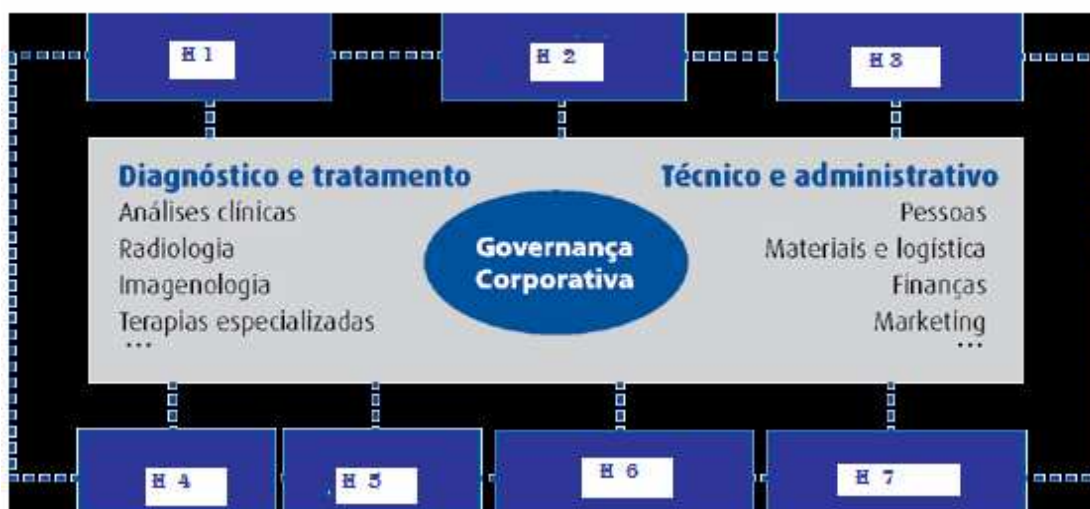 H 1
H 2
H 3
Diagnóstico e tratamento
Análises clínicas
Radiologia
Imagenologia
Terapias especializadas
...
Governança
Corporativa
Técnico e administrativo
Pessoas
Materiais e logística
Finanças
Marketing
...
H 4
H 5
H 6
H 7